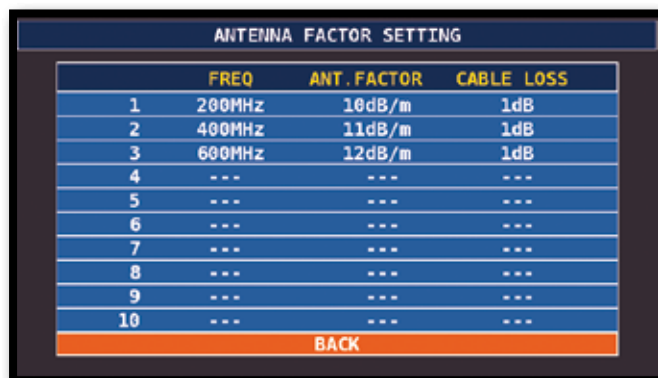 ANTENNA FACTOR SETTING
FREQ ANT.FACTOR CABLE LOSS
1 200MHz 10dB/m 1dB
2 400MHz 11dB/m 1dB
3 600MHz 12dB/m 1dB
4 --- --- ---
5 --- --- ---
6 --- --- ---
7 --- --- ---
8 --- --- ---
9 --- --- ---
10 --- --- ---
BACK